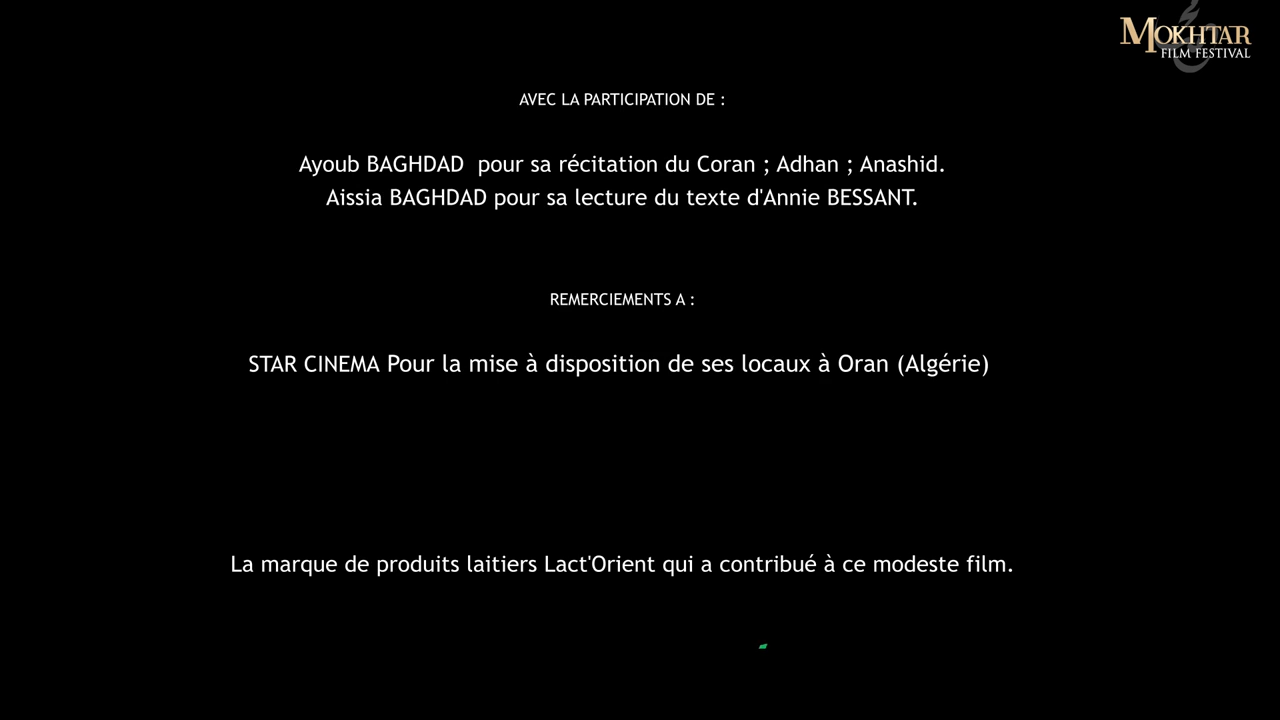 MOKHTAR
FILM FESTIVAL
AVEC LA PARTICIPATION DE :
Ayoub BAGHDAD  pour sa récitation du Coran ; Adhan ; Anashid.
Aissia BAGHDAD pour sa lecture du texte d'Annie BESSANT.
REMERCIEMENTS A :
STAR CINEMA Pour la mise à disposition de ses locaux à Oran (Algérie)
La marque de produits laitiers Lact'Orient qui a contribué à ce modeste film.